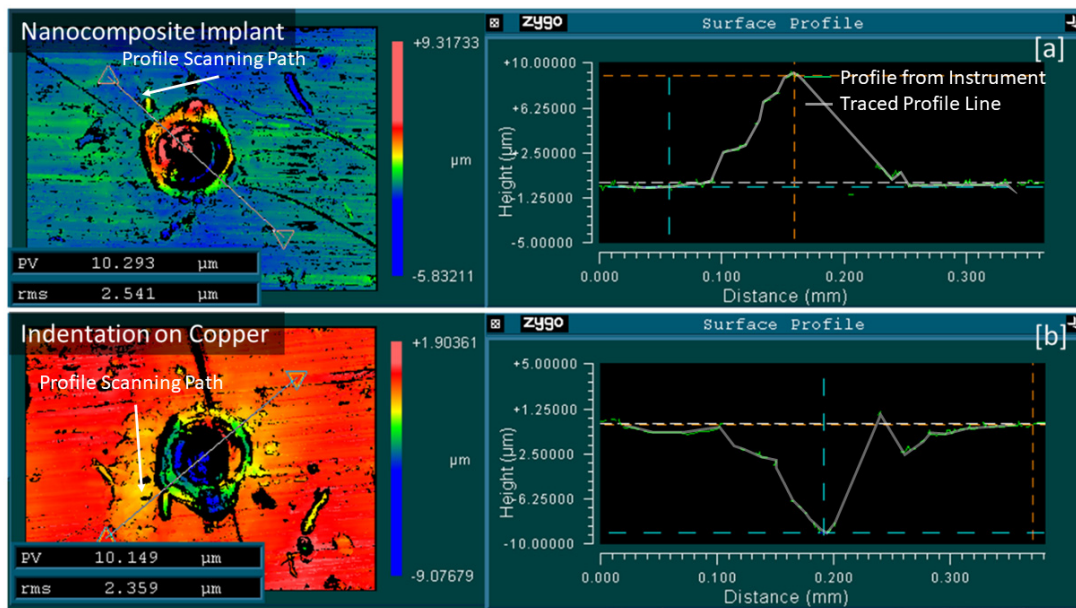 Nanocomposite Implant
Profile Scanning Path
+9.31733
µm
-5.83211
PV 10.293 µm
rms 2.541 µm
zygo Surface Profile
[a]
Profile from Instrument
Traced Profile Line
+10.00000
+6.25000
+2.50000
-1.25000
-5.00000
Height (µm)
0.000 0.100 0.200 0.300
Distance (mm)
Indentation on Copper
Profile Scanning Path
+1.90361
µm
-9.07679
PV 10.149 µm
rms 2.359 µm
zygo Surface Profile
[b]
+5.00000
+1.25000
2.50000
-6.25000
-10.00000
Height (µm)
0.000 0.100 0.200 0.300
Distance (mm)